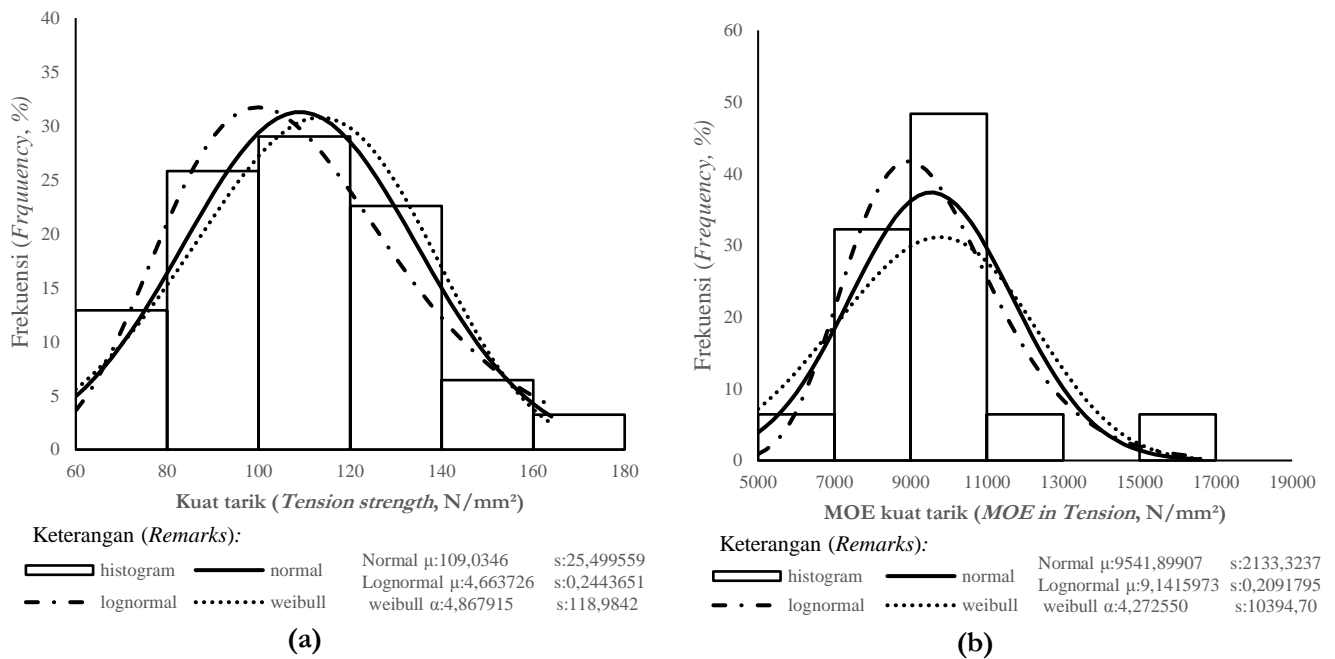 40
35
30
25
20
15
10
5
0
Frekuensi (Frquuency, %)
60 80 100 120 140 160 180
Kuat tarik (Tension strength, N/mm²)
Keterangan (Remarks):
histogram normal
lognormal weibull
Normal μ:109,0346 s:25,499559
Lognormal μ:4,663726 s:0,2443651
weibull α:4,867915 s:118,9842
(a)
60
50
40
30
20
10
0
Frekuensi (Frequency, %)
5000 7000 9000 11000 13000 15000 17000 19000
MOE kuat tarik (MOE in Tension, N/mm²)
Keterangan (Remarks):
histogram normal
lognormal weibull
Normal μ:9541,89907 s:2133,3237
Lognormal μ:9,1415973 s:0,2091795
weibull α:4,272550 s:10394,70
(b)